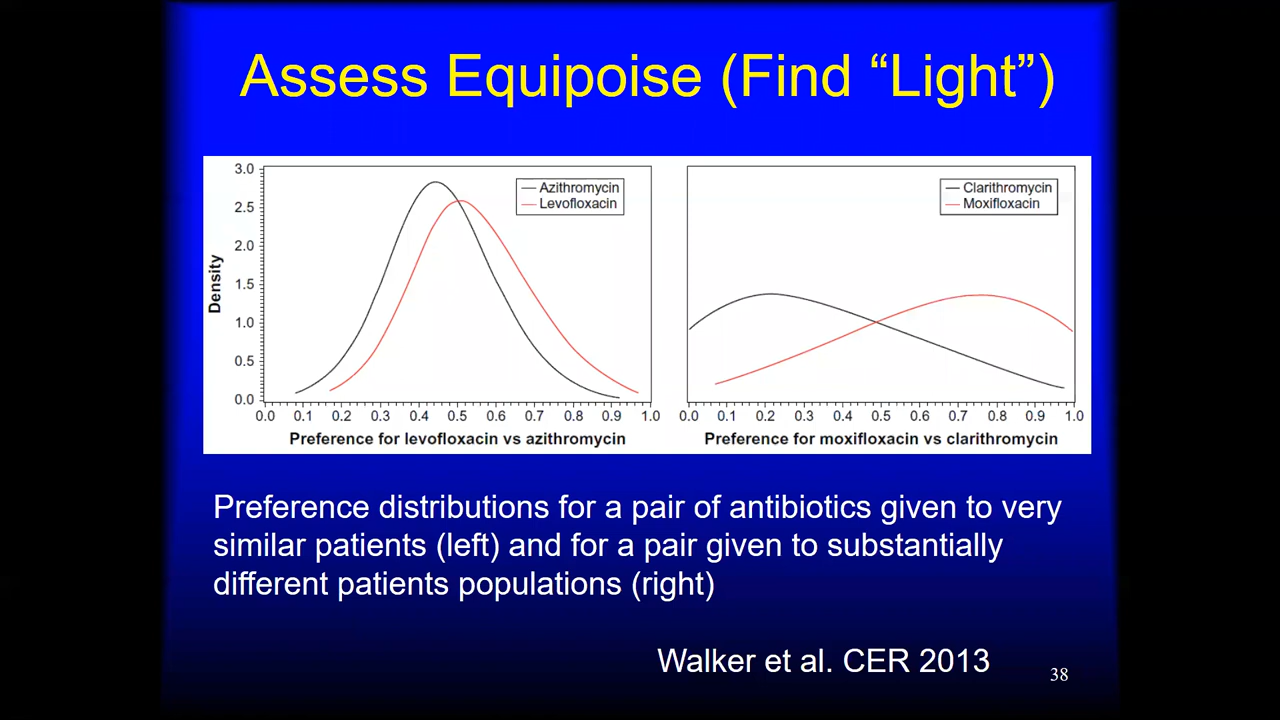 Assess Equipoise (Find “Light”)
3.0
2.5
2.0
1.5
1.0
0.5
0.0
Density
Azithromycin
Levofloxacin
0.0 0.1 0.2 0.3 0.4 0.5 0.6 0.7 0.8 0.9 1.0
Preference for levofloxacin vs azithromycin
Clarithromycin
Moxifloxacin
0.0 0.1 0.2 0.3 0.4 0.5 0.6 0.7 0.8 0.9 1.0
Preference for moxifloxacin vs clarithromycin
Preference distributions for a pair of antibiotics given to very
similar patients (left) and for a pair given to substantially
different patients populations (right)
Walker et al. CER 2013
38